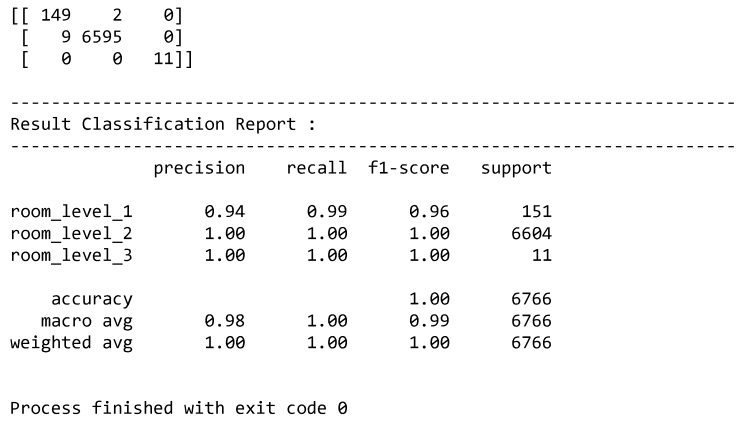 [[ 149    2    0]
 [   9 6595    0]
 [   0    0   11]]
-----------------------------------------------------------------------
Result Classification Report :
-----------------------------------------------------------------------
              precision    recall  f1-score   support
room_level_1       0.94      0.99      0.96       151
room_level_2       1.00      1.00      1.00      6604
room_level_3       1.00      1.00      1.00        11
    accuracy                           1.00      6766
   macro avg       0.98      1.00      0.99      6766
weighted avg       1.00      1.00      1.00      6766
Process finished with exit code 0